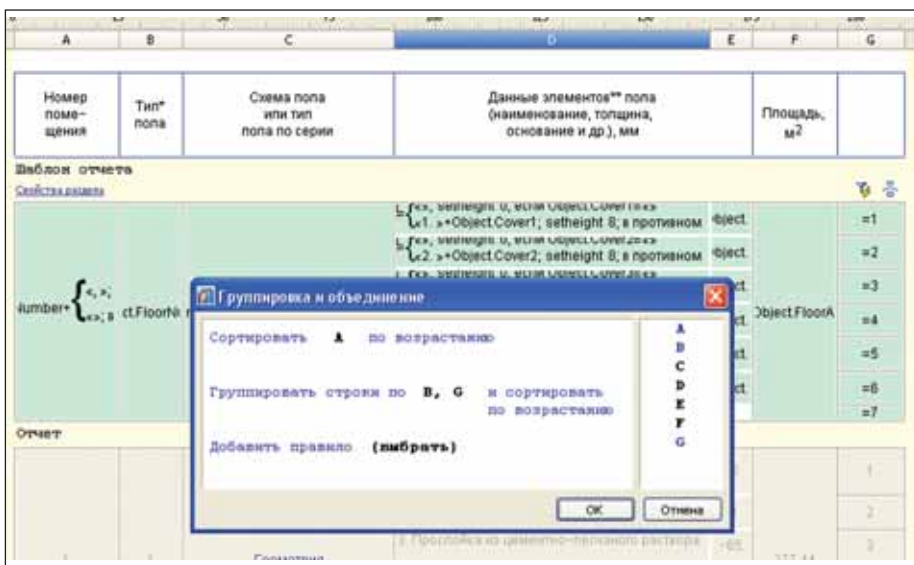 A B C D E F G
Номер поме- щения
Тип* пола
Схема пола или тип пола по серии
Данные элементов** пола (наименование, толщина, основание и др.), мм
Площадь, м2
Шаблон отчета
Свойства раздела
«1. »+Object.Cover1; setheight 8; в противном
=1
«2. »+Object.Cover2; setheight 8; в противном
=2
=3
=4
=5
=6
=7
Группировка и объединение
Сортировать A по возрастанию
Группировать строки по B, G и сортировать
по возрастанию
Добавить правило (выбрать)
A
B
C
D
E
F
G
OK Отмена
Отчет
1
2
3